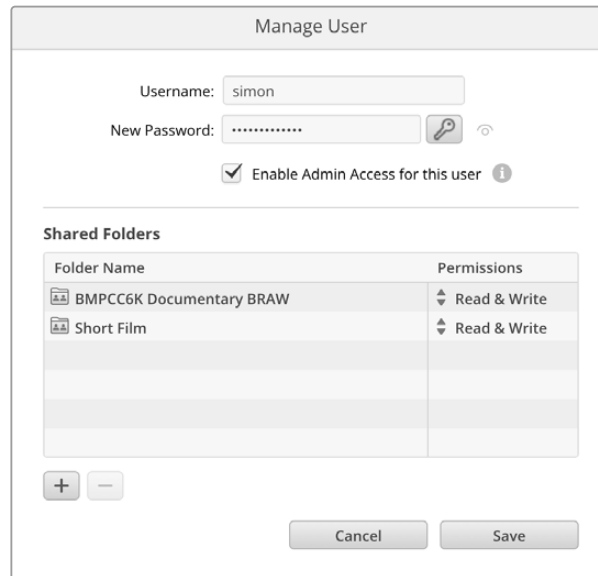 Manage User
Username: simon
New Password: •••••••••••••
Enable Admin Access for this user
Shared Folders
Folder Name Permissions
BMPCC6K Documentary BRAW Read & Write
Short Film Read & Write
Cancel Save